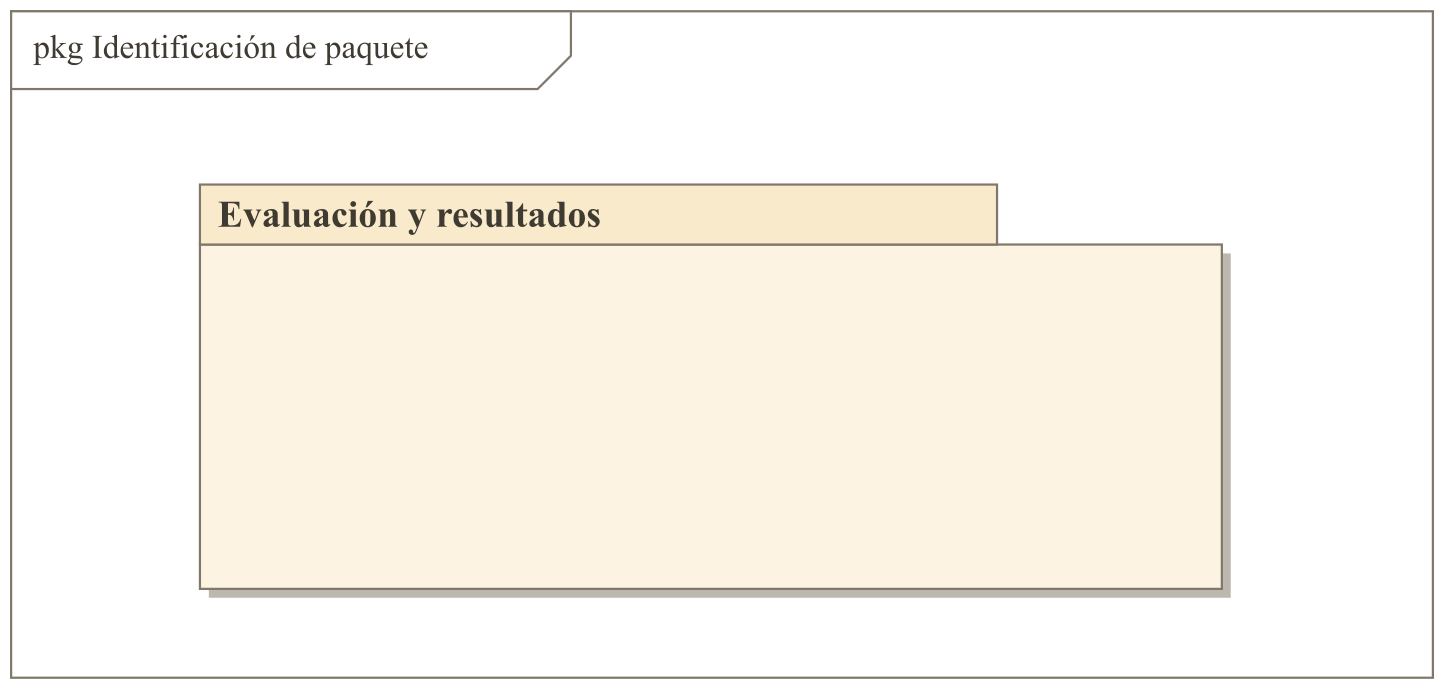 pkg Identificación de paquete
Evaluación y resultados